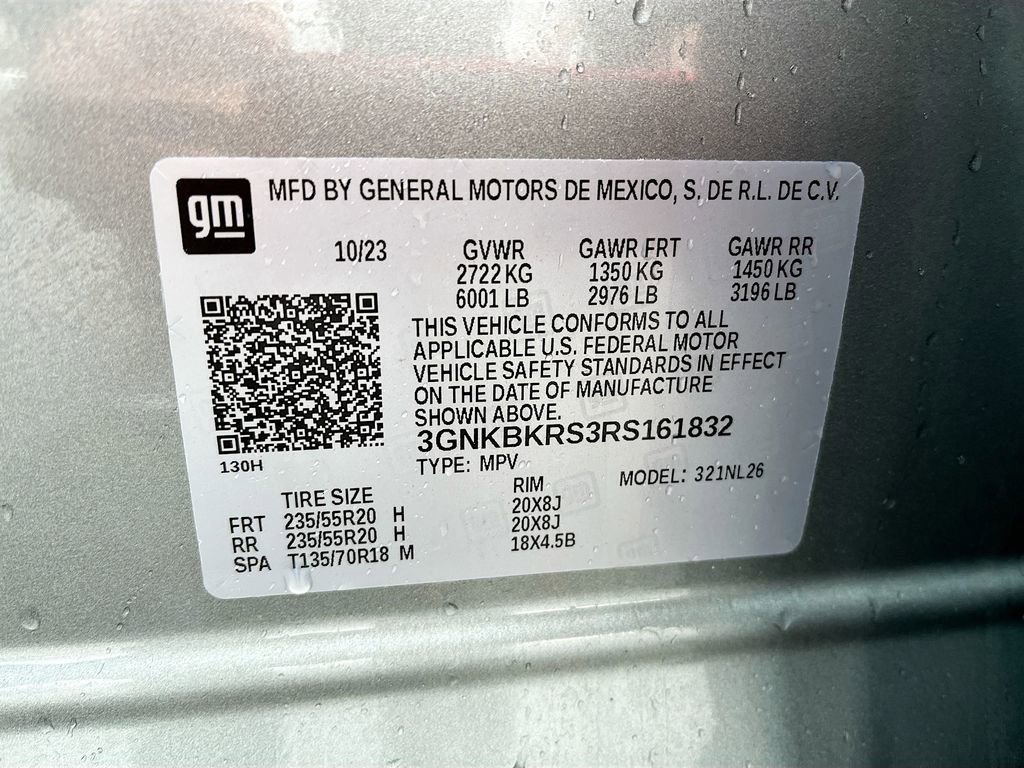 gm MFD BY GENERAL MOTORS DE MEXICO, S. DE R.L. DE C.V.
10/23 GVWR GAWR FRT GAWR RR
2722 KG 1350 KG 1450 KG
6001 LB 2976 LB 3196 LB
THIS VEHICLE CONFORMS TO ALL
APPLICABLE U.S. FEDERAL MOTOR
VEHICLE SAFETY STANDARDS IN EFFECT
ON THE DATE OF MANUFACTURE
SHOWN ABOVE.
3GNKBKRS3RS161832
130H
TYPE: MPV MODEL: 321NL26
TIRE SIZE RIM
FRT 235/55R20 H 20X8J
RR 235/55R20 H 20X8J
SPA T135/70R18 M 18X4.5B